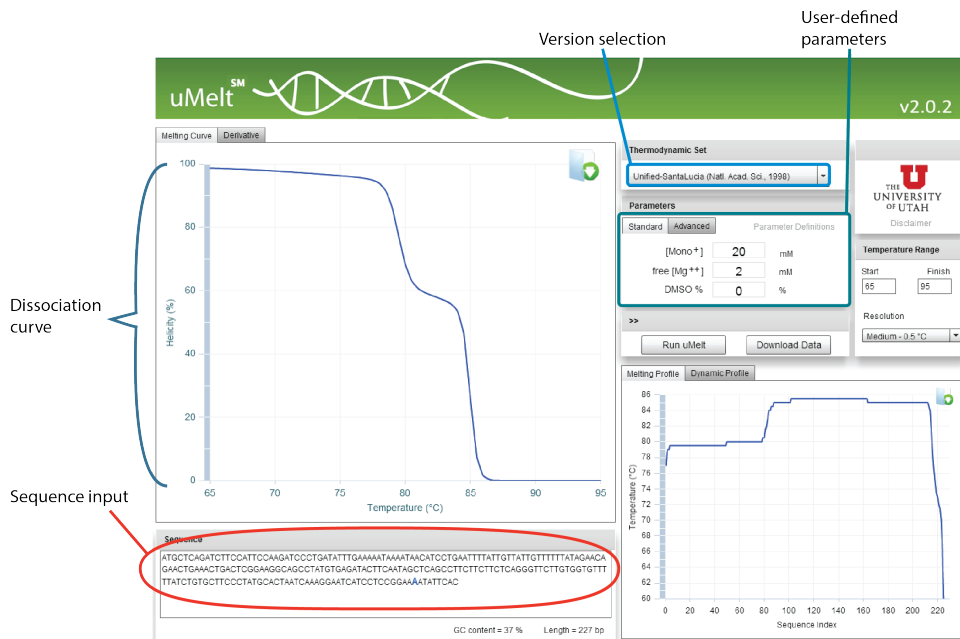 User-defined
parameters
Version selection
uMelt SM
v2.0.2
Melting Curve Derivative
Thermodynamic Set
Unified-SantaLucia (Natl. Acad. Sci., 1998)
Parameters
Standard Advanced Parameter Definitions
[Mono+] 20 mM
free [Mg++] 2 mM
DMSO % 0 %
>>
Run uMelt Download Data
THE
UNIVERSITY
OF UTAH
Disclaimer
Temperature Range
Start Finish
65 95
Resolution
Medium - 0.5 °C
Dissociation
curve
Helicity (%)
100
80
60
40
20
0
65 70 75 80 85 90 95
Temperature (°C)
Melting Profile Dynamic Profile
Temperature (°C)
86
84
82
80
78
76
74
72
70
68
66
64
62
60
0 20 40 60 80 100 120 140 160 180 200 220
Sequence Index
Sequence input
Sequence
ATGCTCAGATCTTCCATTCCAAGATCCCTGATATTTGAAAAATAAAATAACATCCTGAATTTTATTGTTATTGTTTTTTATAGAACA
GAACTGAAACTGACTCGGAAGGCAGCCTATGTGAGATACTTCAATAGCTCAGCCTTCTTCTTCTCAGGGTTCTTGTGGTGTTT
TTATCTGTGCTTCCCTATGCACTAATCAAAGGAATCATCCTCCGGAAAATATTCAC
GC content = 37 % Length = 227 bp